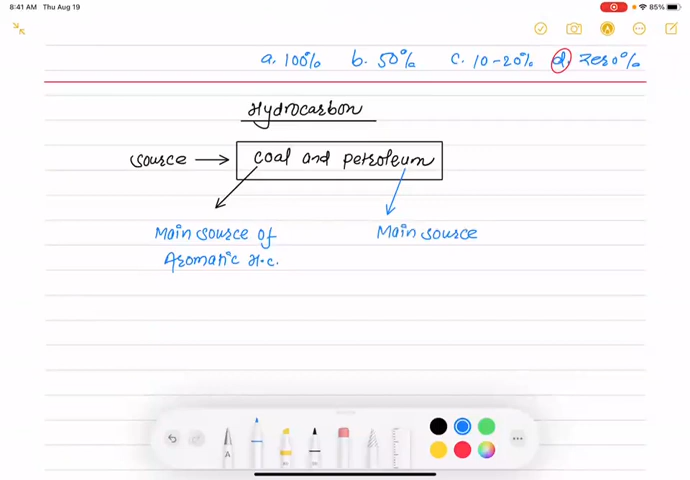 8:41 AM Thu Aug 19
85%
a. 100% b. 50% c. 10-20% d. zero%
Hydrocarbon
source → coal and petroleum
Main source of Main source
Aromatic H.C.
A